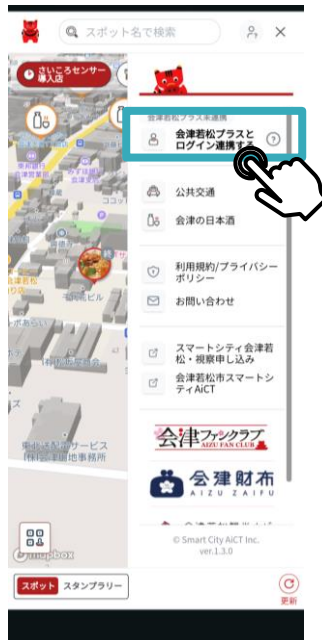 スポット名で検索
さいころセンサー
導入店
会津若松プラス未連携
会津若松プラスと
ログイン連携する
公共交通
会津の日本酒
利用規約/プライバシー
ポリシー
お問い合わせ
スマートシティ会津若
松・視察申し込み
会津若松市スマートシ
ティAiCT
会津ファンクラブ
AIZU FAN CLUB
会津財布
AIZU ZAIFU
© Smart City AiCT Inc.
ver.1.3.0
mapbox
スポット
スタンプラリー
更新